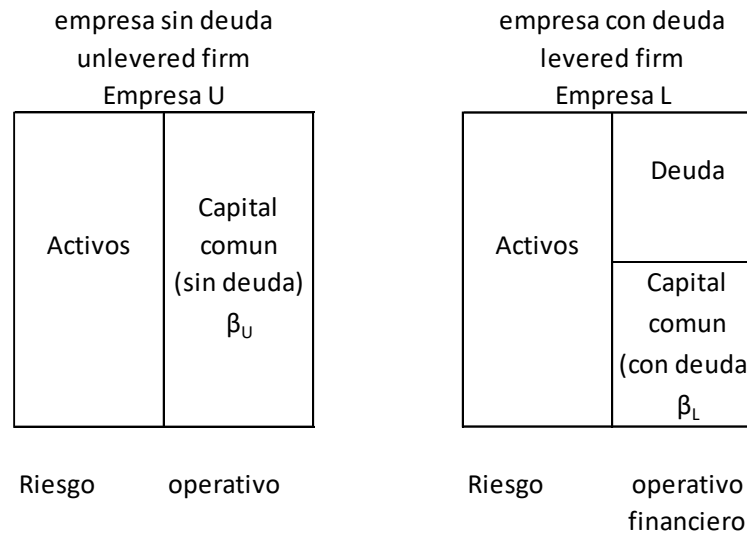 empresa sin deuda
unlevered firm
Empresa U
Activos
Capital
comun
(sin deuda)
βU
Riesgo operativo
empresa con deuda
levered firm
Empresa L
Activos
Deuda
Capital
comun
(con deuda
βL
Riesgo operativo
financiero